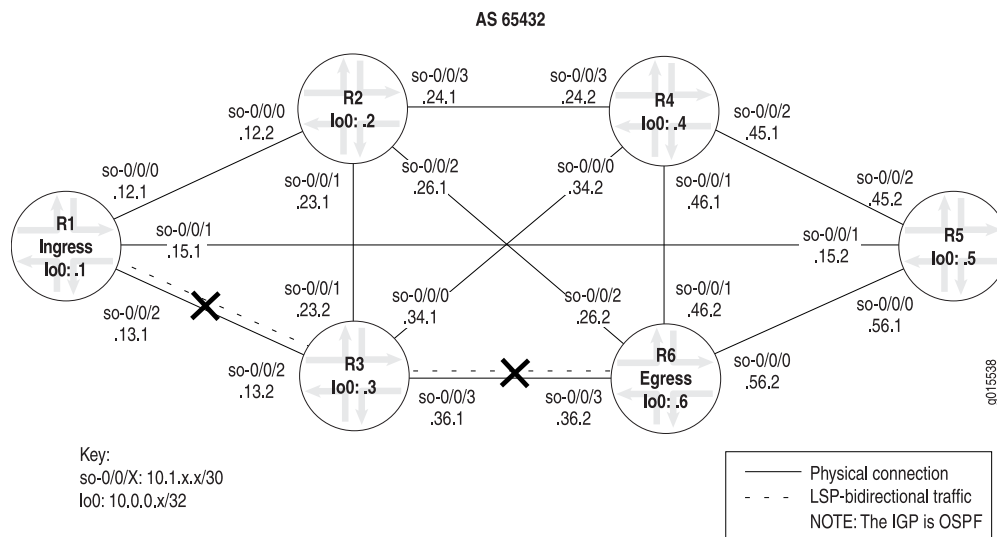 AS 65432
R2
lo0: .2
so-0/0/3
.24.1
so-0/0/3
.24.2
R4
lo0: .4
so-0/0/0
.12.2
so-0/0/2
.45.1
so-0/0/2
.26.1
so-0/0/0
.34.2
so-0/0/0
.12.1
so-0/0/1
.23.1
so-0/0/1
.46.1
so-0/0/2
.45.2
R1
Ingress
lo0: .1
so-0/0/1
.15.1
so-0/0/1
.15.2
R5
lo0: .5
so-0/0/2
.13.1
so-0/0/1
.23.2
so-0/0/0
.34.1
so-0/0/2
.26.2
so-0/0/1
.46.2
so-0/0/0
.56.1
so-0/0/2
.13.2
R3
lo0: .3
so-0/0/3
.36.1
so-0/0/3
.36.2
R6
Egress
lo0: .6
so-0/0/0
.56.2
g015538
Key:
so-0/0/X: 10.1.x.x/30
lo0: 10.0.0.x/32
Physical connection
LSP-bidirectional traffic
NOTE: The IGP is OSPF